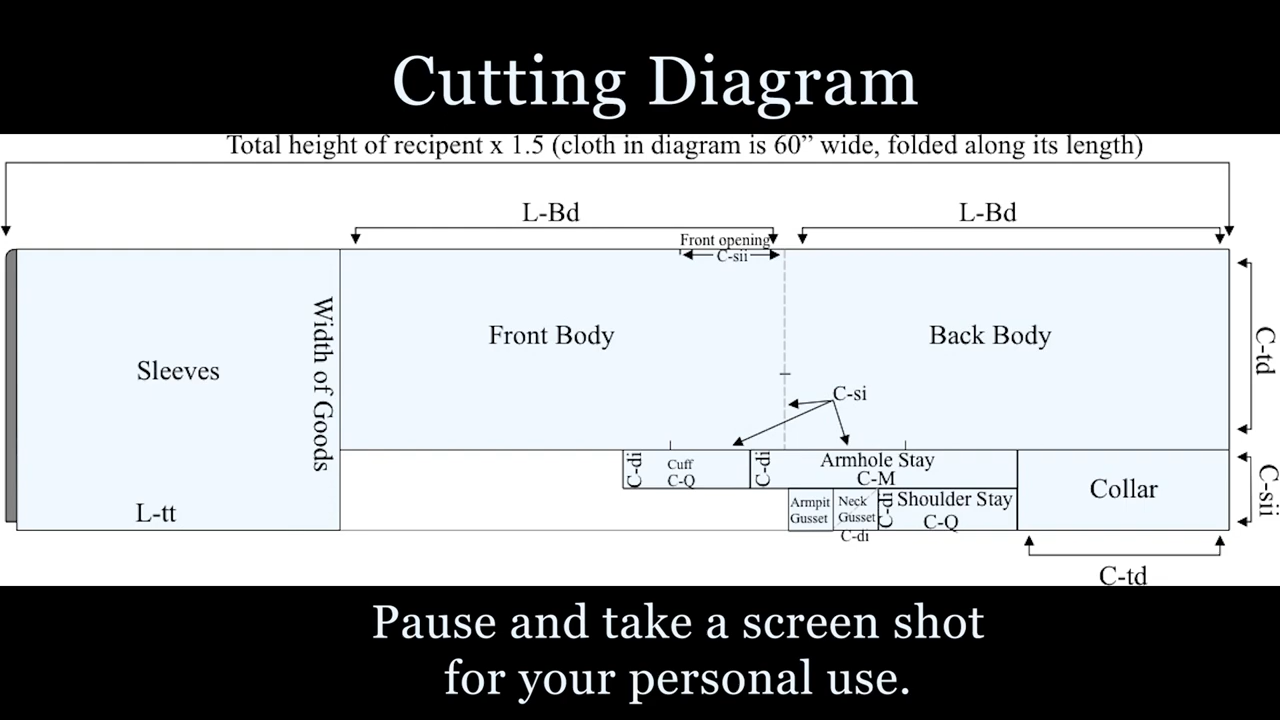 Cutting Diagram
Total height of recipent x 1.5 (cloth in diagram is 60” wide, folded along its length)
L-Bd
L-Bd
Front opening
C-sii
Width of Goods
Front Body
Back Body
C-td
Sleeves
C-si
C-di
Cuff
C-Q
C-di
Armhole Stay
C-M
Collar
C-sii
L-tt
Armpit
Gusset
Neck
Gusset
C-di
Shoulder Stay
C-Q
C-di
C-td
Pause and take a screen shot
for your personal use.